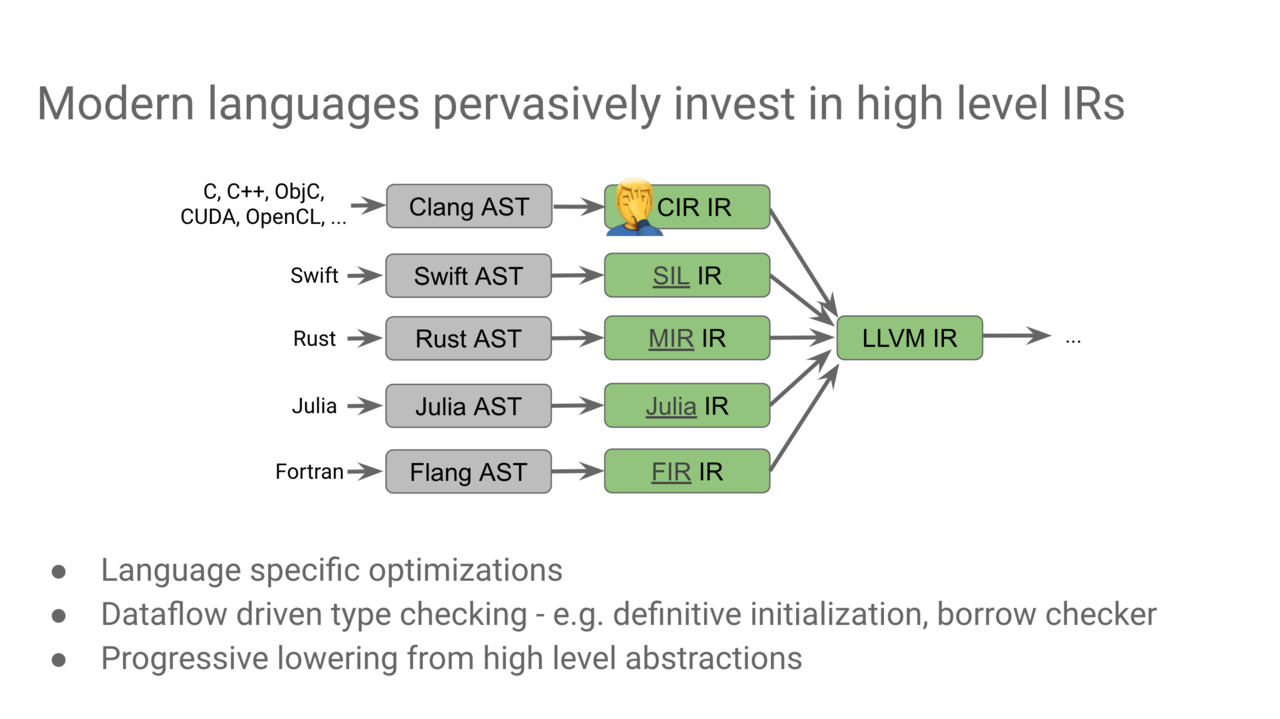 Modern languages pervasively invest in high level IRs
C, C++, ObjC,
CUDA, OpenCL, ...
Clang AST
CIR IR
Swift
Swift AST
SIL IR
Rust
Rust AST
MIR IR
LLVM IR
...
Julia
Julia AST
Julia IR
Fortran
Flang AST
FIR IR
● Language specific optimizations
● Dataflow driven type checking - e.g. definitive initialization, borrow checker
● Progressive lowering from high level abstractions